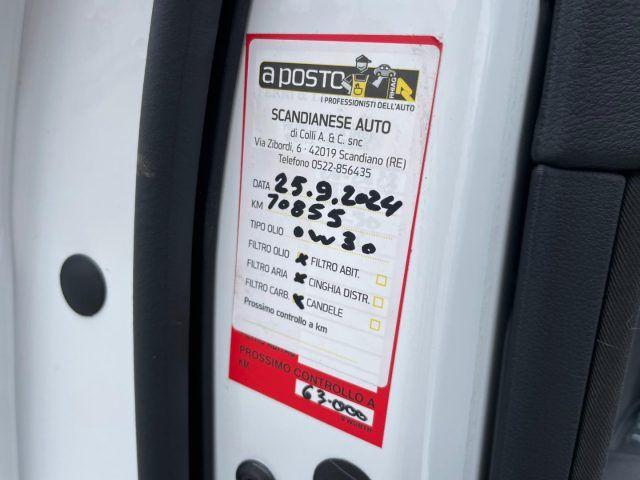 a POSTO
RHIAG
I PROFESSIONISTI DELL'AUTO
SCANDIANESE AUTO
di Colli A. & C. snc
Via Zibordi, 6 - 42019 Scandiano (RE)
Telefono 0522-856435
DATA 25.9.2024
KM 70855
TIPO OLIO 0W30
FILTRO OLIO x FILTRO ABIT.
FILTRO ARIA x CINGHIA DISTR.
FILTRO CARB. x CANDELE
Prossimo controllo a km
PROSSIMO CONTROLLO A
KM
63.000
WÜRTH